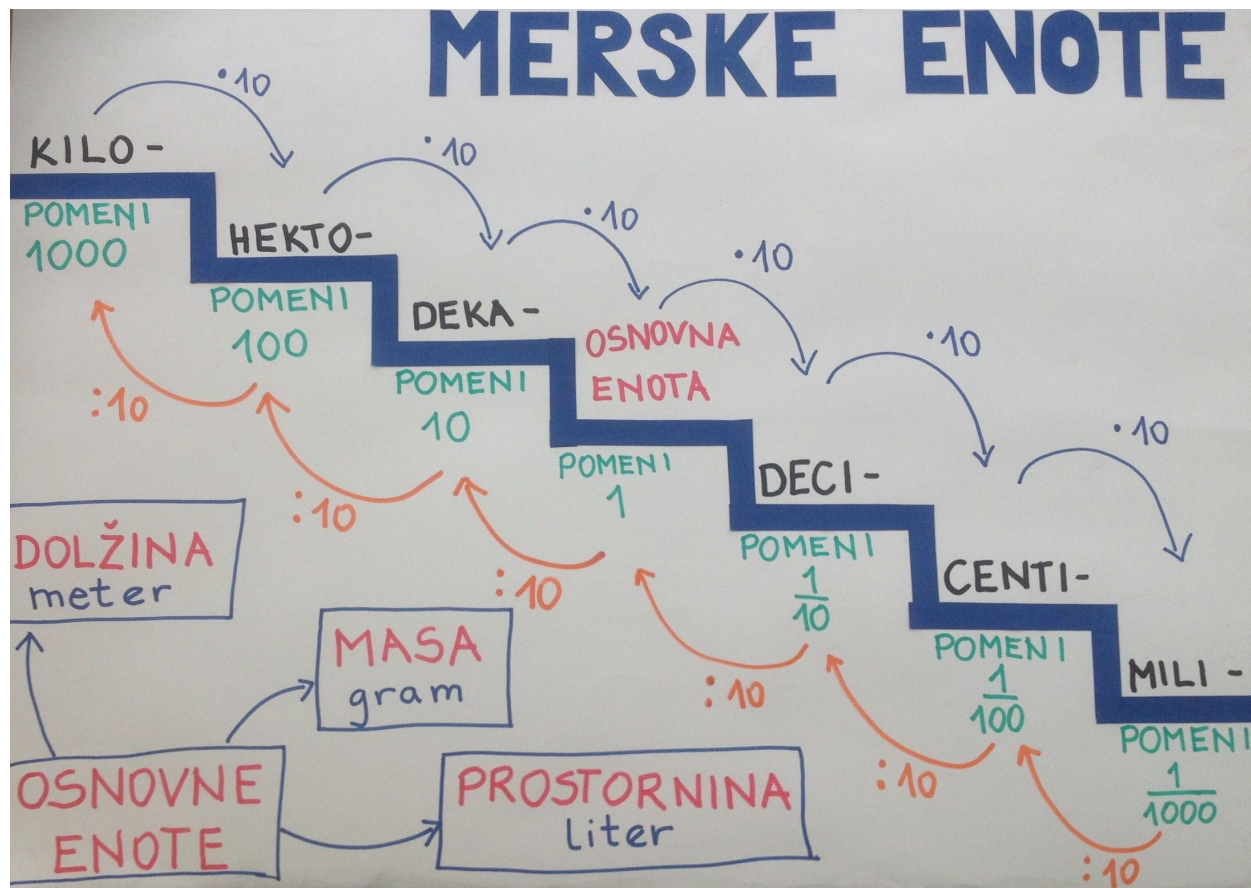 MERSKE ENOTE
·10
KILO-
POMENI
1000
·10
HEKTO-
POMENI
100
·10
DEKA-
POMENI
10
·10
OSNOVNA
ENOTA
POMENI
1
·10
DECI-
POMENI
1/10
·10
CENTI-
POMENI
1/100
MILI-
POMENI
1/1000
:10
:10
:10
:10
:10
:10
DOLŽINA
meter
MASA
gram
OSNOVNE
ENOTE
PROSTORNINA
liter